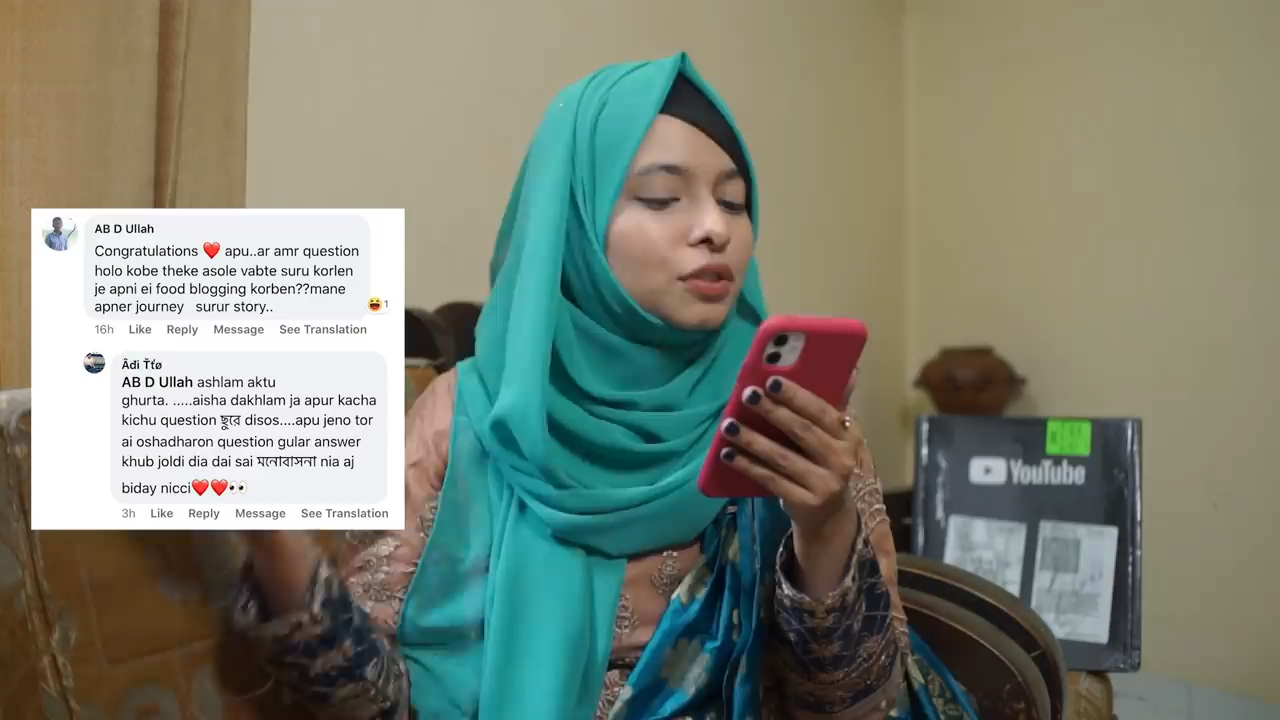 AB D Ullah
Congratulations ❤️ apu..ar amr question
holo kobe theke asole vabte suru korlen
je apni ei food blogging korben??mane
apner journey surur story..
😆 1
16h Like Reply Message See Translation
Âđi Ťťø
AB D Ullah ashlam aktu
ghurta. .....aisha dakhlam ja apur kacha
kichu question ছুরে disos....apu jeno tor
ai oshadharon question gular answer
khub joldi dia dai sai মনোবাসনা nia aj
biday nicci❤️❤️👀
3h Like Reply Message See Translation
YouTube